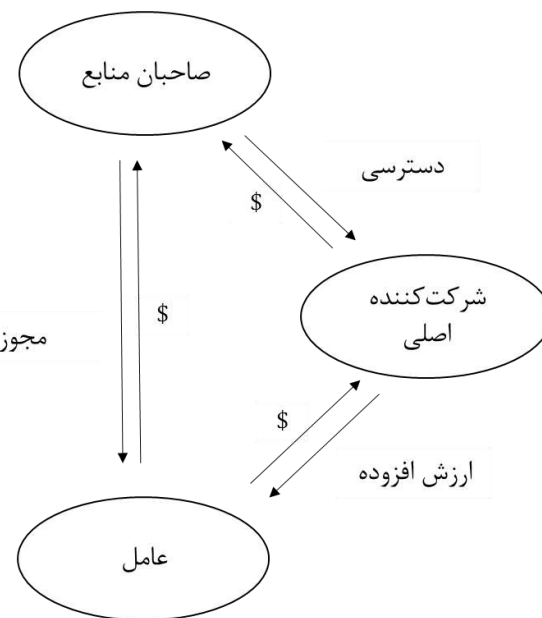 صاحبان منابع
دسترسی
$
شرکت‌کننده
اصلی
$
مجوز
$
ارزش افزوده
عامل